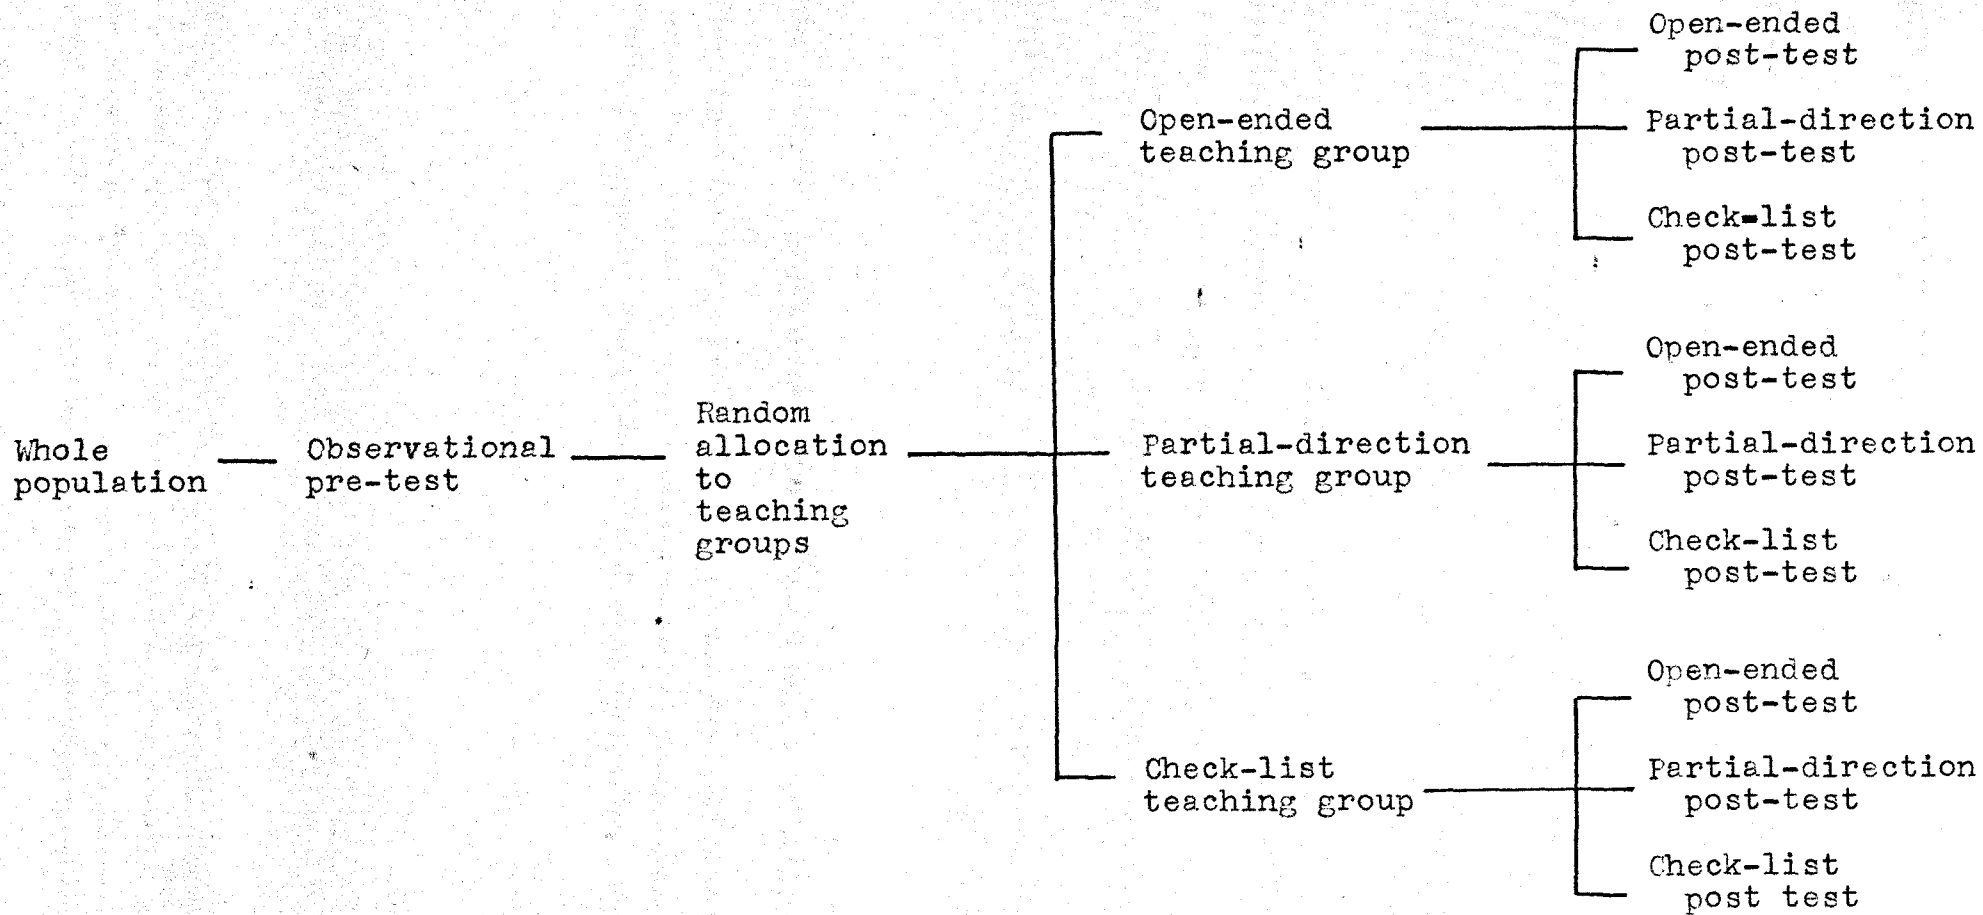 Whole
population
Observational
pre-test
Random
allocation
to
teaching
groups
Open-ended
teaching group
Open-ended
post-test
Partial-direction
post-test
Check-list
post-test
Partial-direction
teaching group
Open-ended
post-test
Partial-direction
post-test
Check-list
post-test
Check-list
teaching group
Open-ended
post-test
Partial-direction
post-test
Check-list
post test